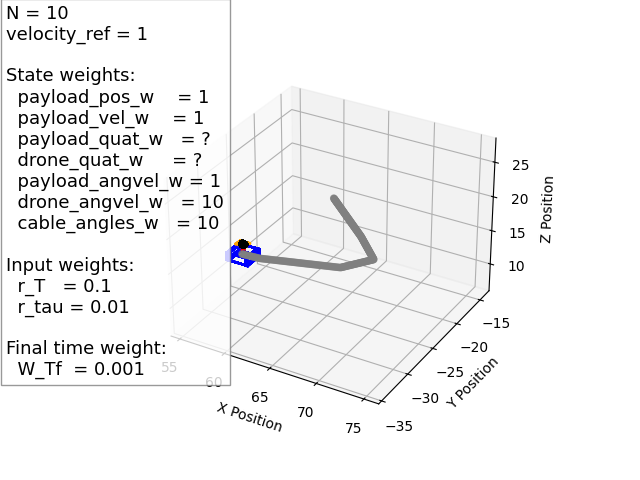 N = 10
velocity_ref = 1
State weights:
payload_pos_w = 1
payload_vel_w = 1
payload_quat_w = ?
drone_quat_w = ?
payload_angvel_w = 1
drone_angvel_w = 10
cable_angles_w = 10
Input weights:
r_T = 0.1
r_tau = 0.01
Final time weight:
W_Tf = 0.001
55
60
65
70
75
X Position
−35
−30
−25
−20
−15
Y Position
10
15
20
25
Z Position